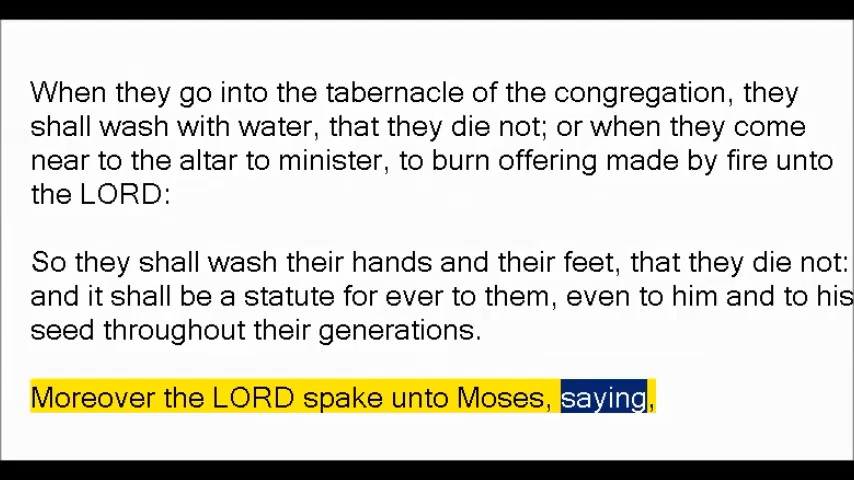 When they go into the tabernacle of the congregation, they
shall wash with water, that they die not; or when they come
near to the altar to minister, to burn offering made by fire unto
the LORD:
So they shall wash their hands and their feet, that they die not:
and it shall be a statute for ever to them, even to him and to his
seed throughout their generations.
Moreover the LORD spake unto Moses, saying,